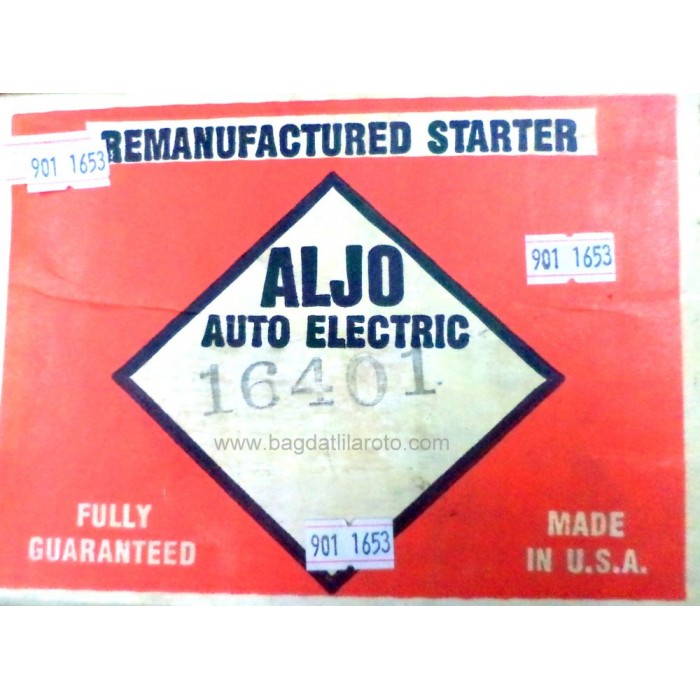 REMANUFACTURED STARTER
901 1653
901 1653
ALJO
AUTO ELECTRIC
16401
www.bagdatlilaroto.com
FULLY
GUARANTEED
901 1653
MADE
IN U.S.A.